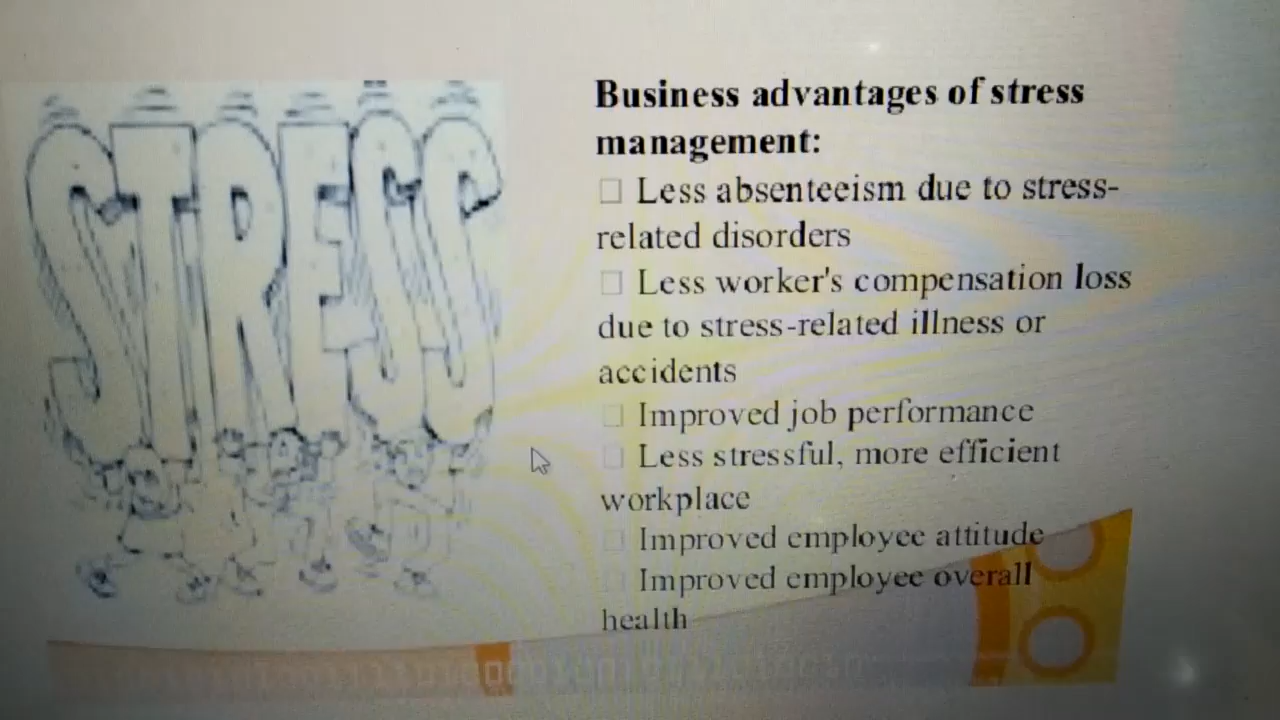 STRESS
Business advantages of stress
management:
□ Less absenteeism due to stress-
related disorders
□ Less worker's compensation loss
due to stress-related illness or
accidents
□ Improved job performance
□ Less stressful, more efficient
workplace
□ Improved employee attitude
□ Improved employee overall
health